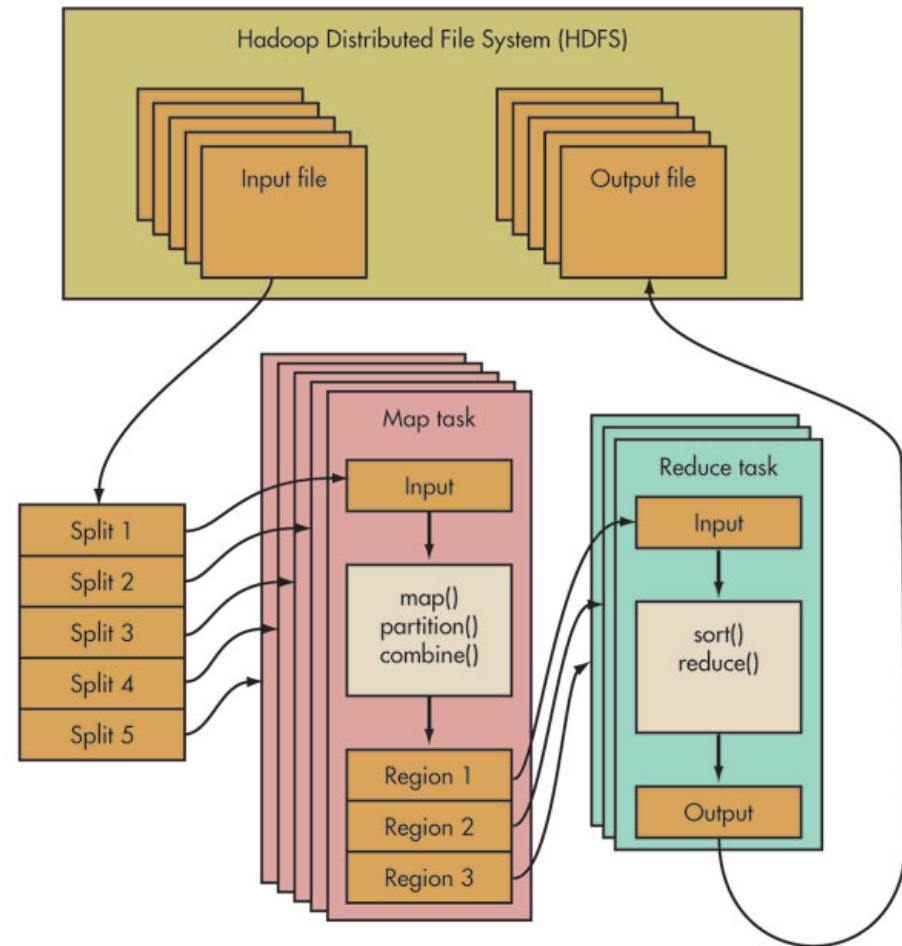 Hadoop Distributed File System (HDFS)
Input file
Output file
Map task
Input
map()
partition()
combine()
Region 1
Region 2
Region 3
Split 1
Split 2
Split 3
Split 4
Split 5
Reduce task
Input
sort()
reduce()
Output